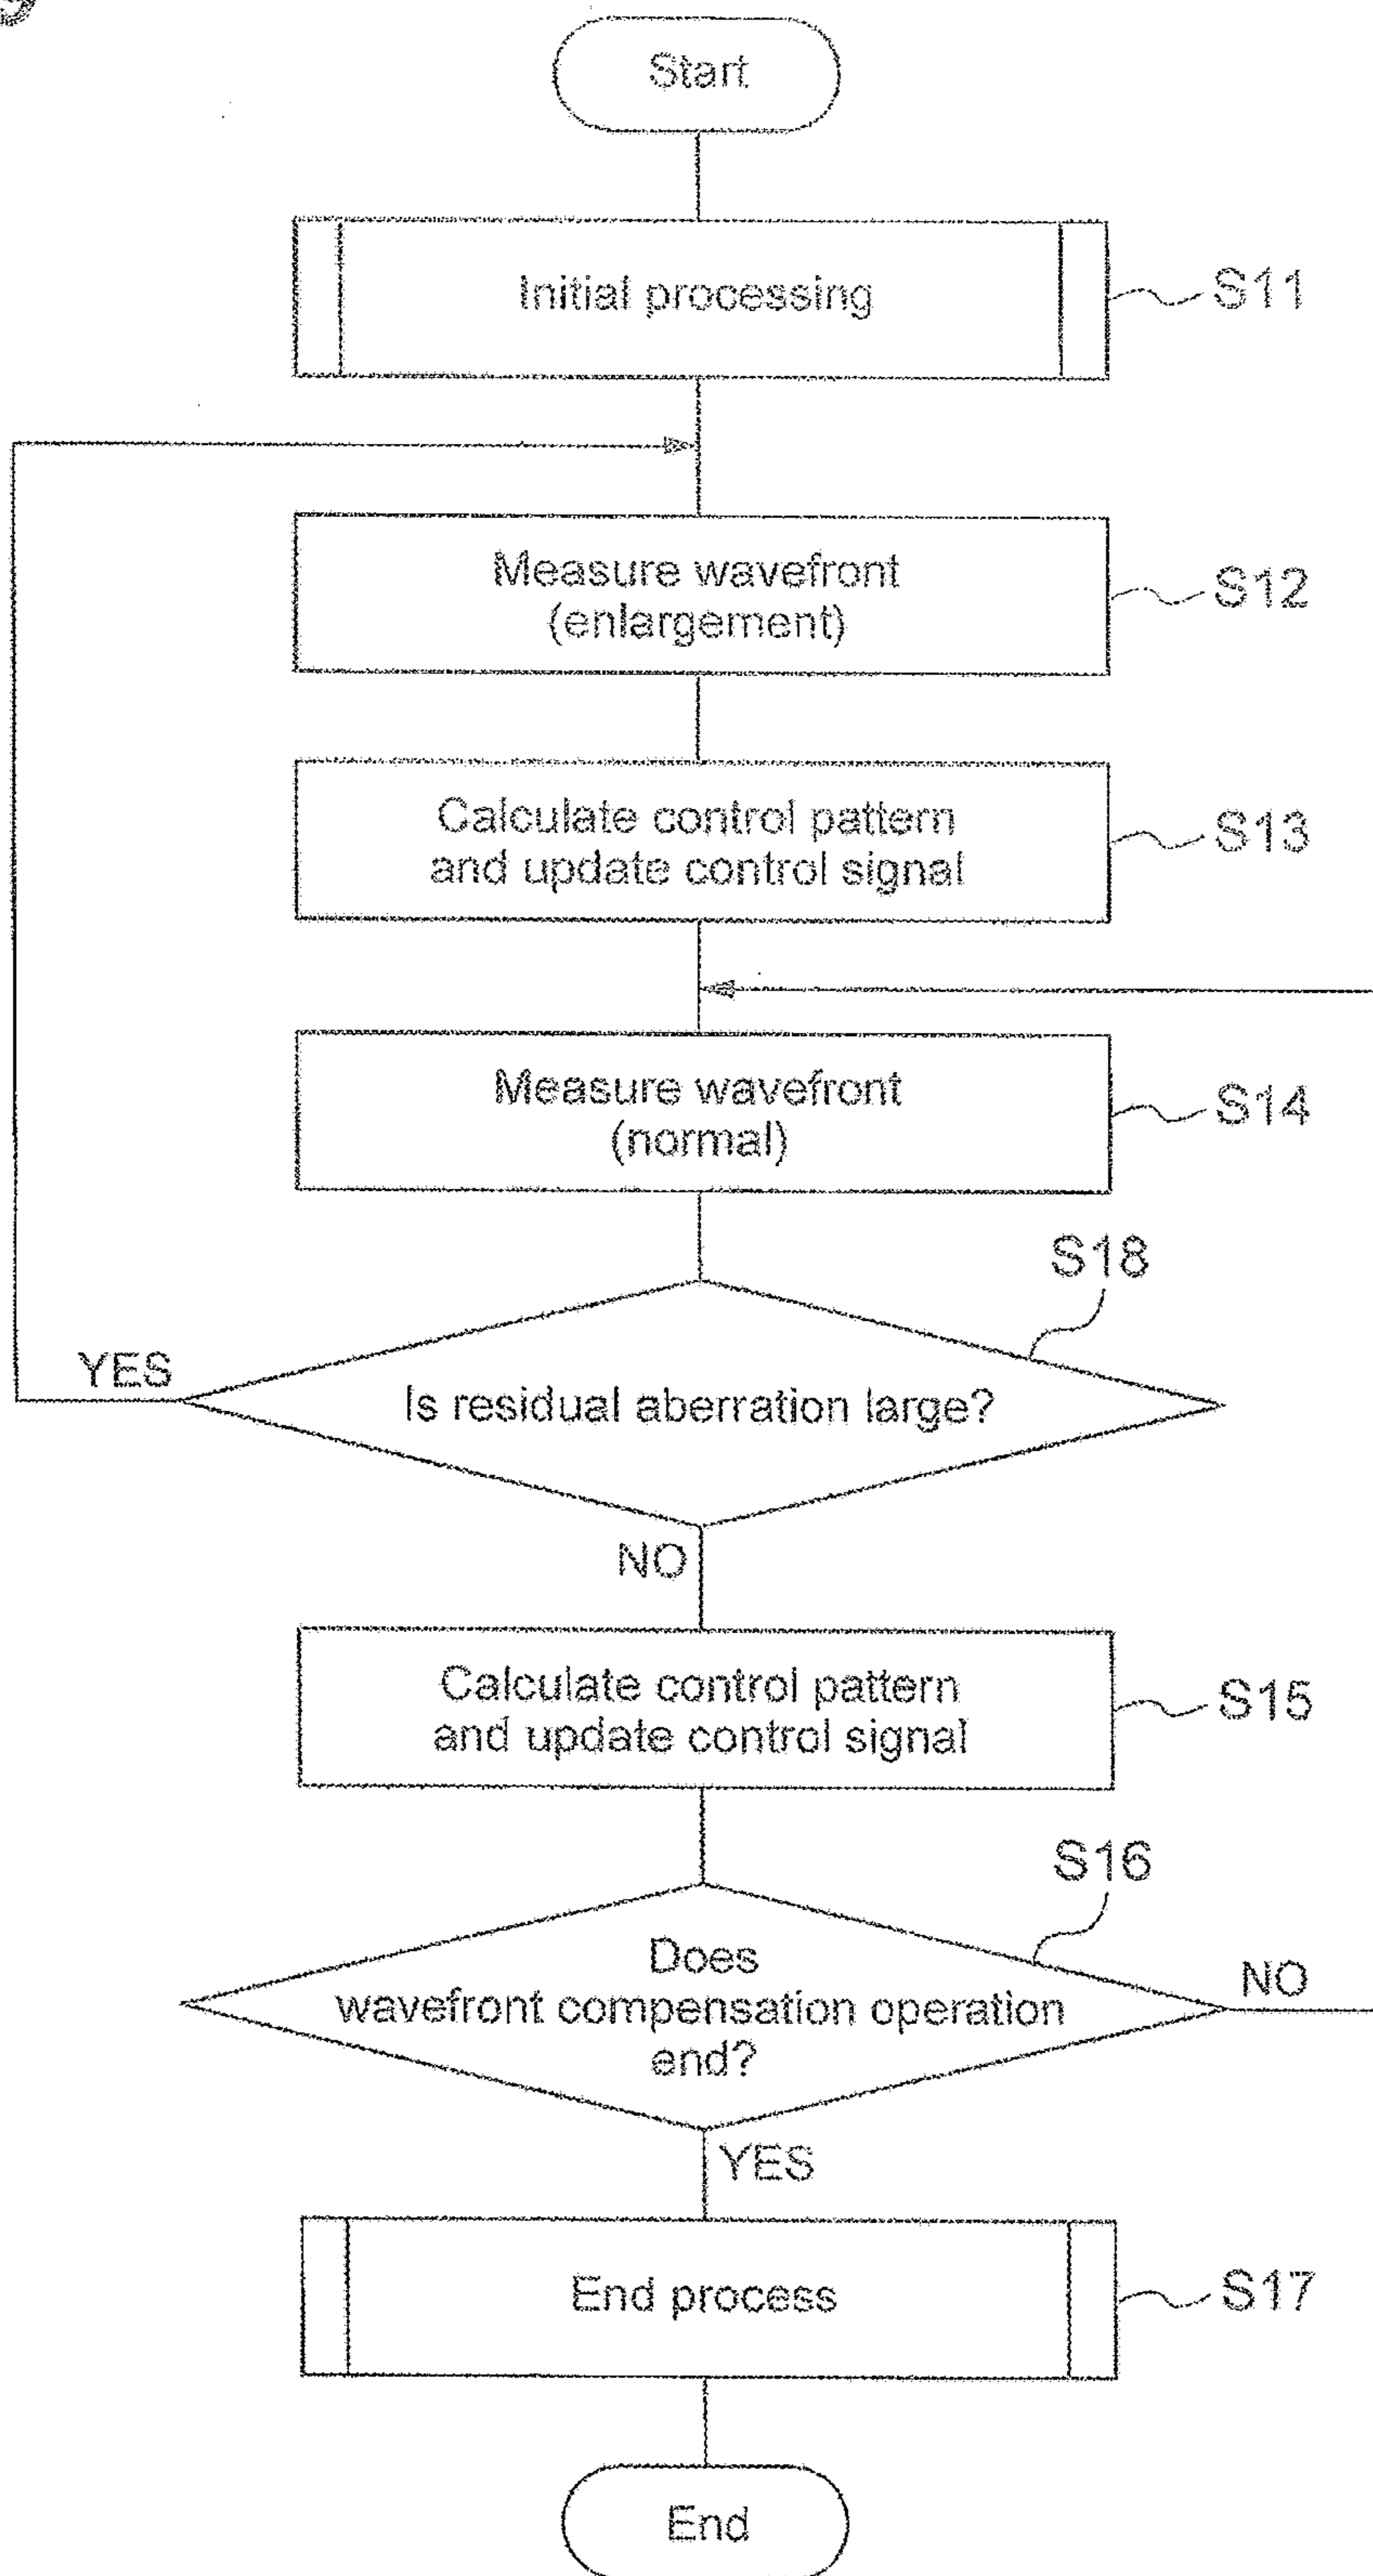 Start
Initial processing
S11
Measure wavefront
(enlargement)
S12
Calculate control pattern
and update control signal
S13
Measure wavefront
(normal)
S14
S18
YES
Is residual aberration large?
NO
Calculate control pattern
and update control signal
S15
S16
Does
wavefront compensation operation
end?
NO
YES
End process
S17
End